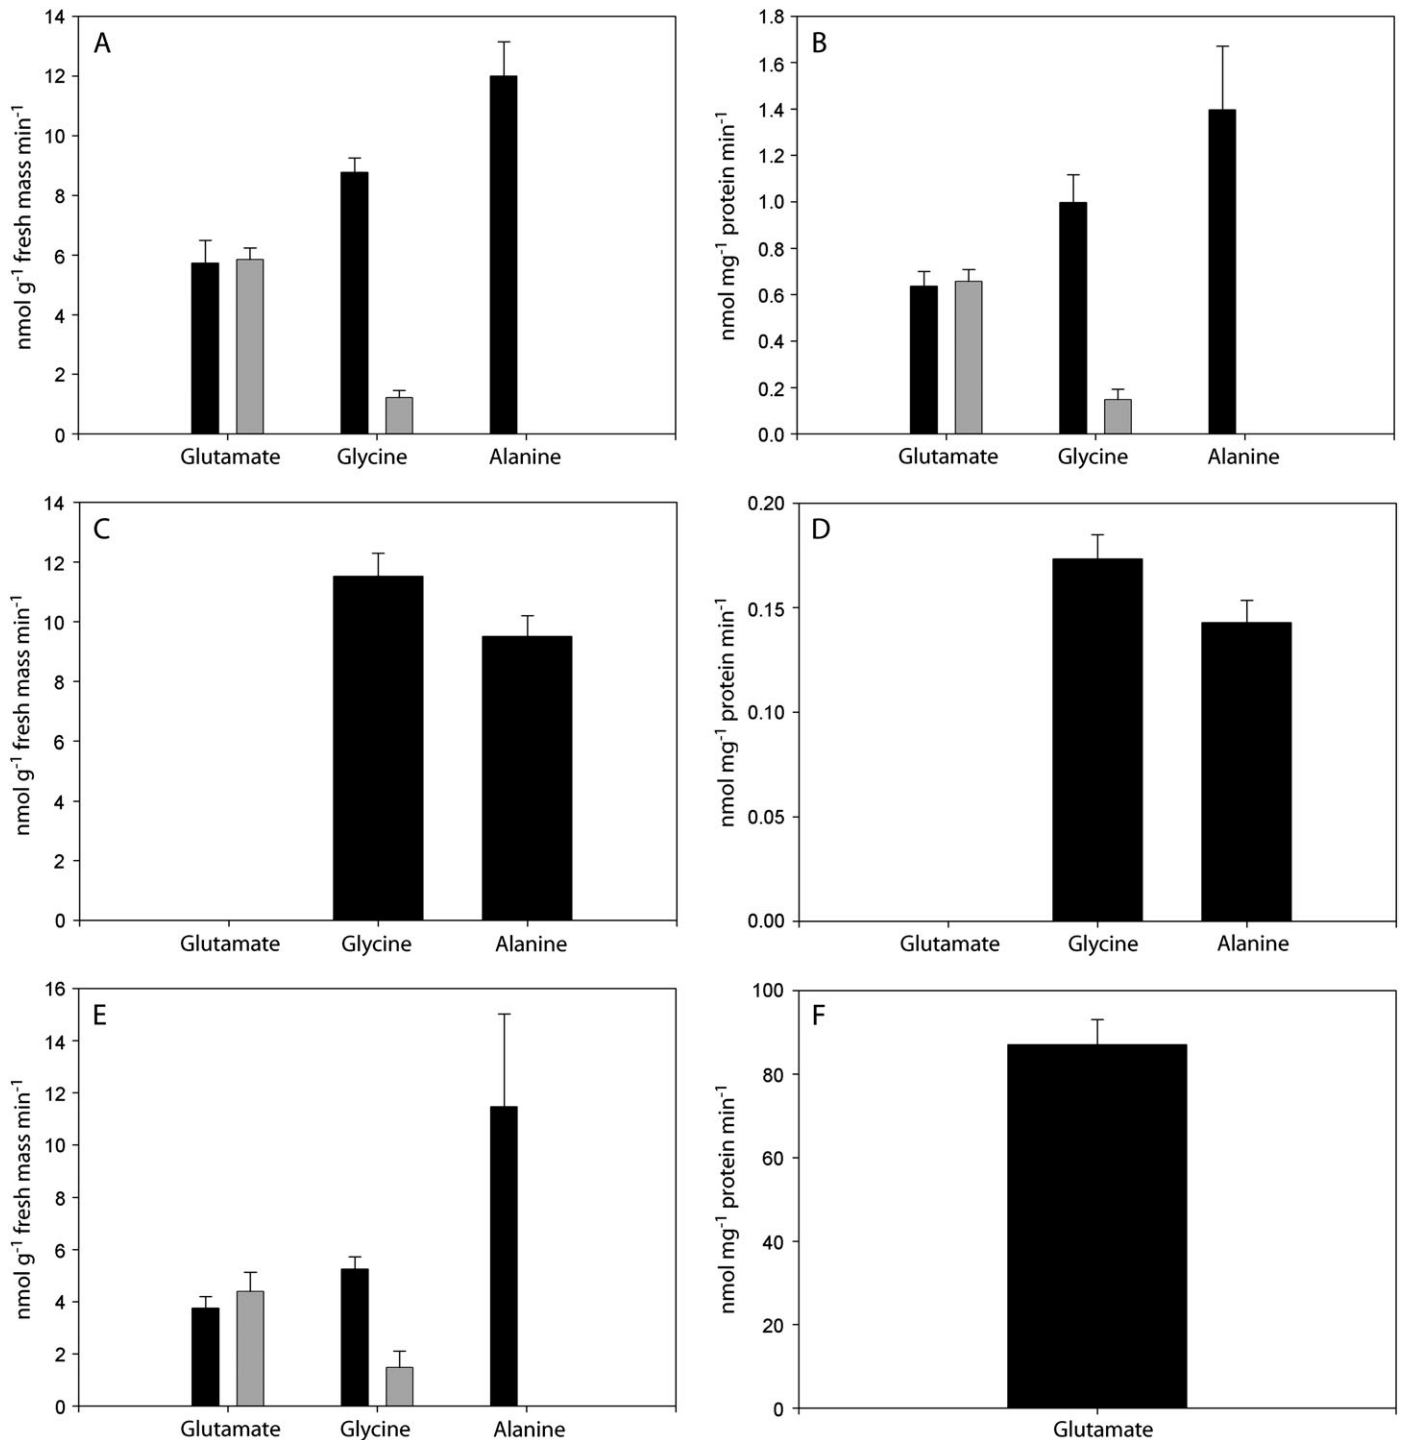 A
nmol g⁻¹ fresh mass min⁻¹
14
12
10
8
6
4
2
0
Glutamate Glycine Alanine
B
nmol mg⁻¹ protein min⁻¹
1.8
1.6
1.4
1.2
1.0
0.8
0.6
0.4
0.2
0.0
Glutamate Glycine Alanine
C
nmol g⁻¹ fresh mass min⁻¹
14
12
10
8
6
4
2
0
Glutamate Glycine Alanine
D
nmol mg⁻¹ protein min⁻¹
0.20
0.15
0.10
0.05
0.00
Glutamate Glycine Alanine
E
nmol g⁻¹ fresh mass min⁻¹
16
14
12
10
8
6
4
2
0
Glutamate Glycine Alanine
F
nmol mg⁻¹ protein min⁻¹
100
80
60
40
20
0
Glutamate